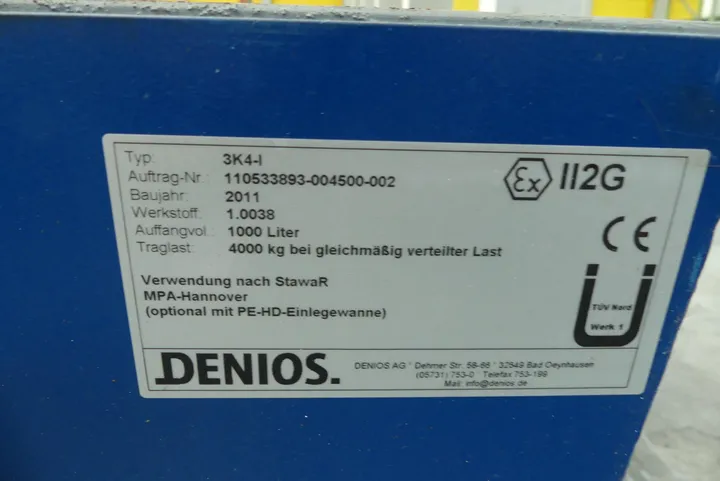 Typ: 3K4-I
Auftrag-Nr.: 110533893-004500-002
Baujahr: 2011
Werkstoff: 1.0038
Auffangvol.: 1000 Liter
Traglast: 4000 kg bei gleichmäßig verteilter Last
Ex II2G
CE
TÜV Nord
Werk 1
Verwendung nach StawaR
MPA-Hannover
(optional mit PE-HD-Einlegewanne)
DENIOS.
DENIOS AG * Dehmer Str. 58-66 * 32549 Bad Oeynhausen
(05731) 753-0 * Telefax 753-199
Mail: info@denios.de